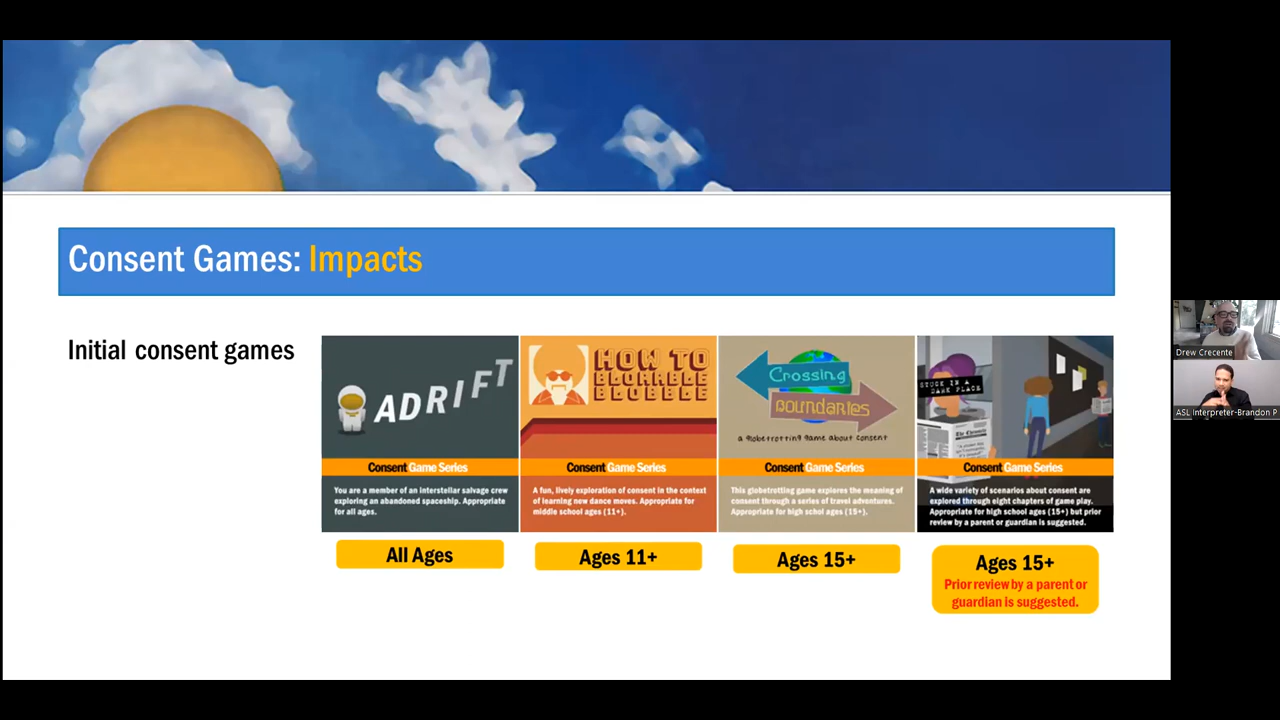 Consent Games: Impacts
Initial consent games
ADRIFT
Consent Game Series
You are a member of an interstellar salvage crew
exploring an abandoned spaceship. Appropriate
for all ages.
All Ages
HOW TO
BLORRBLE
BLOBBLE
Consent Game Series
A fun, lively exploration of consent in the context
of learning new dance moves. Appropriate for
middle school ages (11+).
Ages 11+
Crossing
BOUNDARIES
a globetrotting game about consent
Consent Game Series
This globetrotting game explores the meaning of
consent through a series of travel adventures.
Appropriate for high schol ages (15+).
Ages 15+
STUCK IN A
DARK PLACE
The Chronicle
Consent Game Series
A wide variety of scenarios about consent are
explored through eight chapters of game play.
Appropriate for high school ages (15+) but prior
review by a parent or guardian is suggested.
Ages 15+
Prior review by a parent or
guardian is suggested.
Drew Crecente
ASL Interpreter-Brandon P